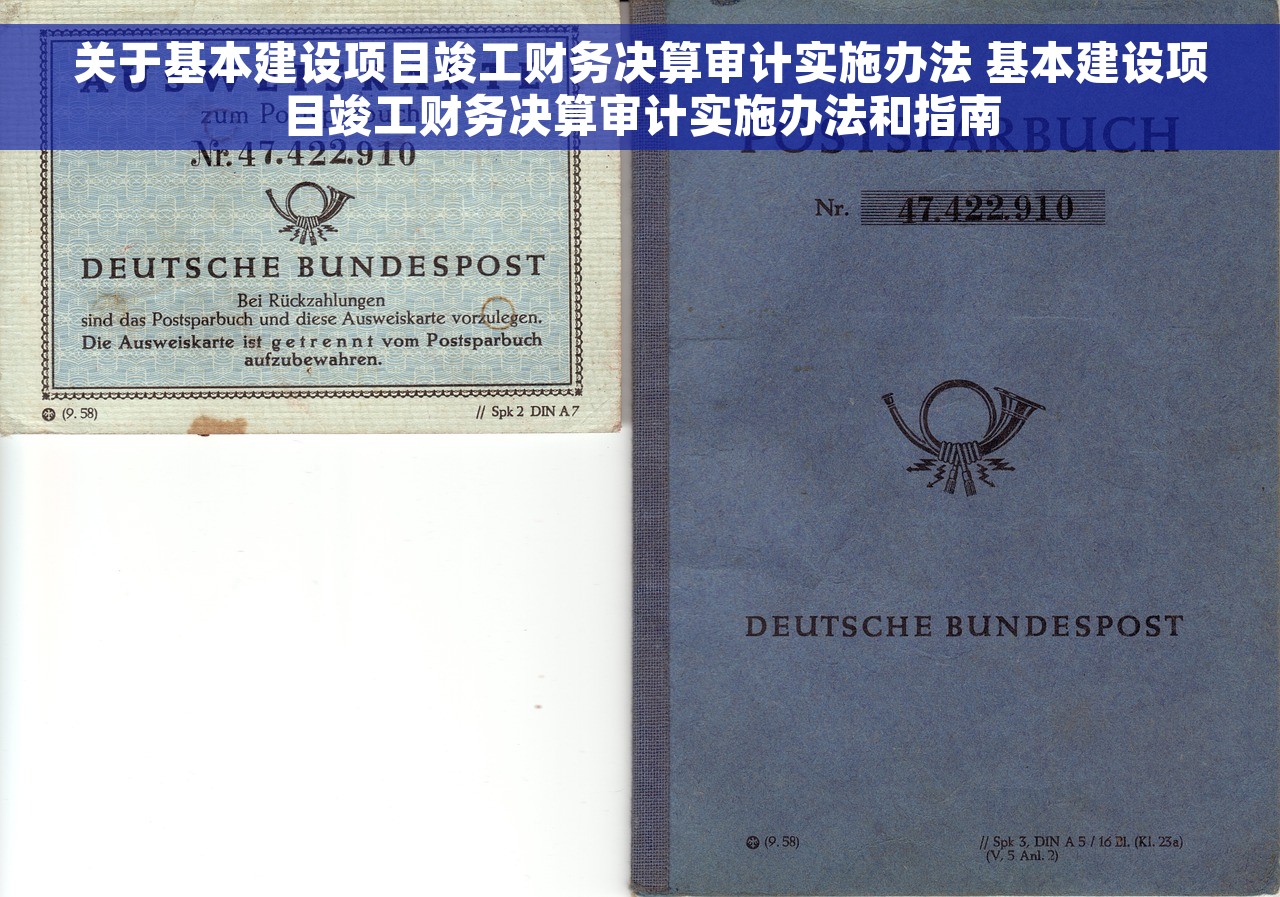 关于基本建设项目竣工财务决算审计实施办法 基本建设项
目竣工财务决算审计实施办法和指南
AUSWEISKARTE
zum Postsparbuch
Nr. 47.422.910
DEUTSCHE BUNDESPOST
Bei Rückzahlungen
sind das Postsparbuch und diese Ausweiskarte vorzulegen.
Die Ausweiskarte ist getrennt vom Postsparbuch
aufzubewahren.
(9. 58)
// Spk 2 DIN A 7
POSTSPARBUCH
Nr. 47.422.910
DEUTSCHE BUNDESPOST
(9. 58)
// Spk 3, DIN A 5 / 16 Bl. (Kl. 23a)
(V, 5 Anl. 2)